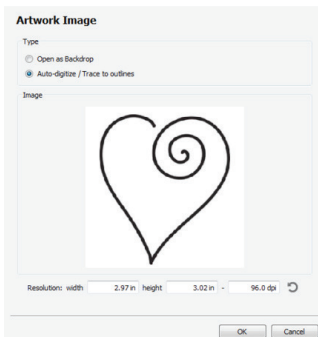 Artwork Image
Type
Open as Backdrop
Auto-digitize / Trace to outlines
Image
Resolution: width 2.97 in height 3.02 in - 96.0 dpi
OK Cancel